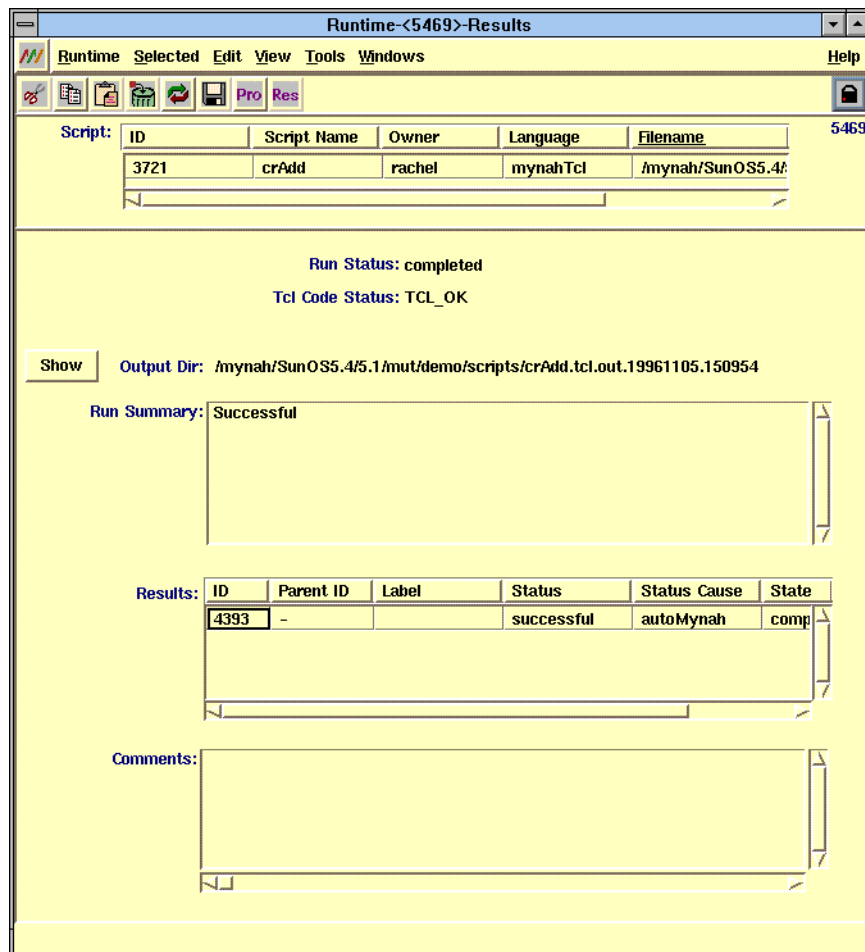 Runtime-<5469>-Results
Runtime Selected Edit View Tools Windows Help
Pro Res
Script: ID Script Name Owner Language Filename 5469
3721 crAdd rachel mynahTcl /mynah/SunOS5.4/
Run Status: completed
Tcl Code Status: TCL_OK
Show Output Dir: /mynah/SunOS5.4/5.1/mut/demo/scripts/crAdd.tcl.out.19961105.150954
Run Summary: Successful
Results: ID Parent ID Label Status Status Cause State
4393 - successful autoMynah comp
Comments: